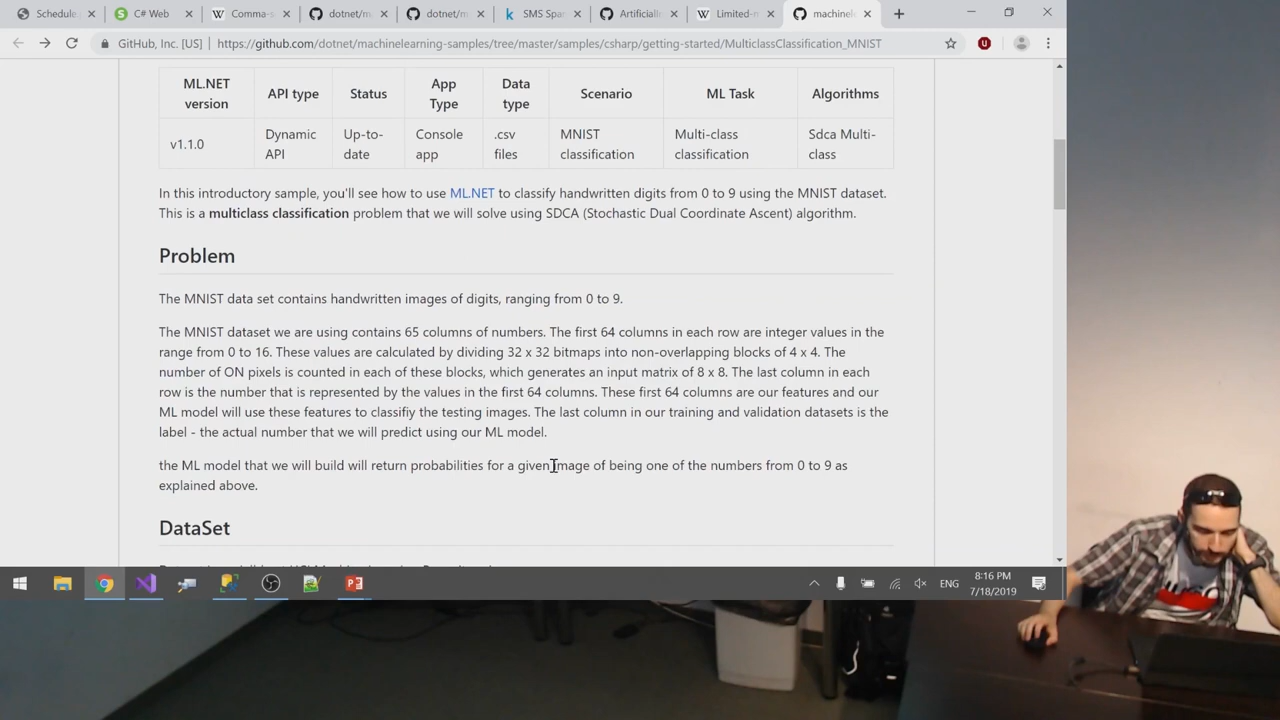 Schedule
C# Web
Comma-s
dotnet/m
dotnet/m
SMS Spa
Artificiall
Limited-m
machinele
GitHub, Inc. [US]
https://github.com/dotnet/machinelearning-samples/tree/master/samples/csharp/getting-started/MulticlassClassification_MNIST
ML.NET version
API type
Status
App Type
Data type
Scenario
ML Task
Algorithms
v1.1.0
Dynamic API
Up-to-date
Console app
.csv files
MNIST classification
Multi-class classification
Sdca Multi-class
In this introductory sample, you'll see how to use ML.NET to classify handwritten digits from 0 to 9 using the MNIST dataset.
This is a multiclass classification problem that we will solve using SDCA (Stochastic Dual Coordinate Ascent) algorithm.
Problem
The MNIST data set contains handwritten images of digits, ranging from 0 to 9.
The MNIST dataset we are using contains 65 columns of numbers. The first 64 columns in each row are integer values in the
range from 0 to 16. These values are calculated by dividing 32 x 32 bitmaps into non-overlapping blocks of 4 x 4. The
number of ON pixels is counted in each of these blocks, which generates an input matrix of 8 x 8. The last column in each
row is the number that is represented by the values in the first 64 columns. These first 64 columns are our features and our
ML model will use these features to classifiy the testing images. The last column in our training and validation datasets is the
label - the actual number that we will predict using our ML model.
the ML model that we will build will return probabilities for a given image of being one of the numbers from 0 to 9 as
explained above.
DataSet
ENG
8:16 PM
7/18/2019